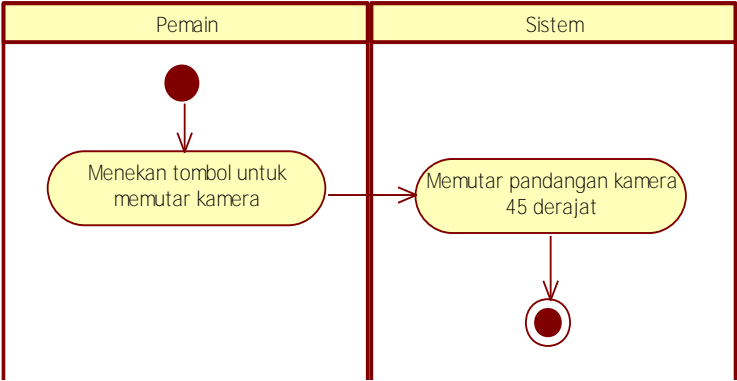 Pemain
Sistem
Menekan tombol untuk
memutar kamera
Memutar pandangan kamera
45 derajat